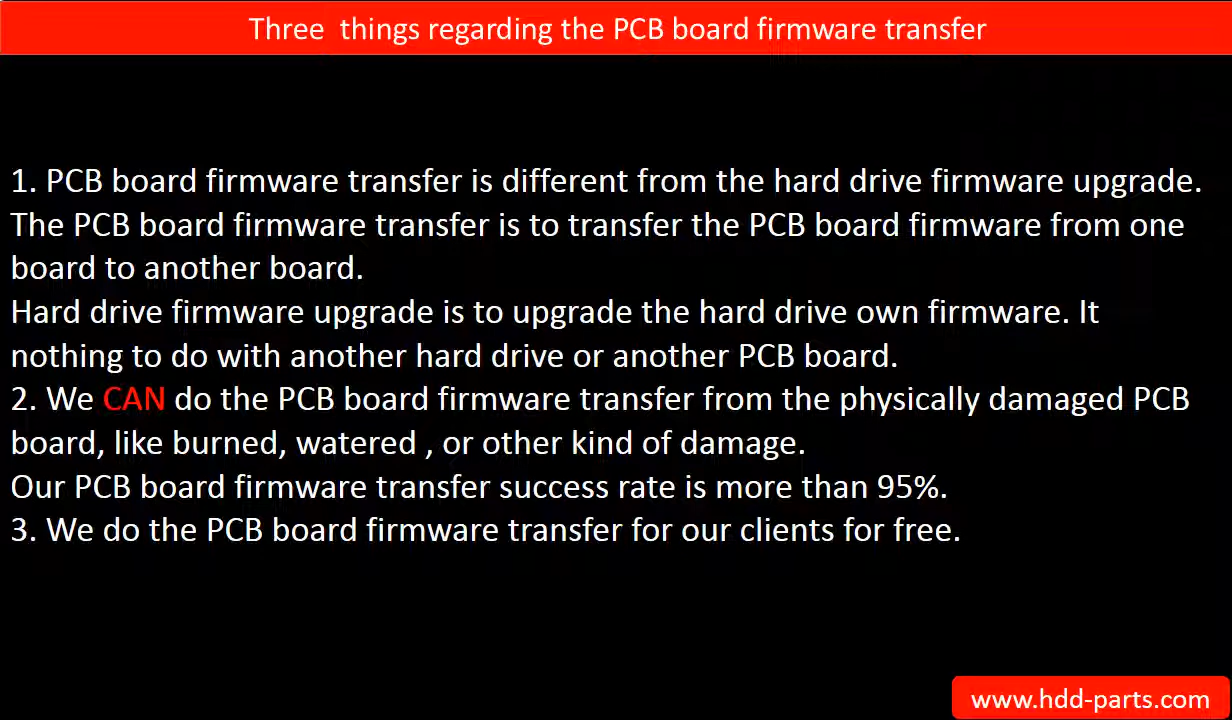 Three  things regarding the PCB board firmware transfer
1. PCB board firmware transfer is different from the hard drive firmware upgrade.
The PCB board firmware transfer is to transfer the PCB board firmware from one
board to another board.
Hard drive firmware upgrade is to upgrade the hard drive own firmware. It
nothing to do with another hard drive or another PCB board.
2. We CAN do the PCB board firmware transfer from the physically damaged PCB
board, like burned, watered , or other kind of damage.
Our PCB board firmware transfer success rate is more than 95%.
3. We do the PCB board firmware transfer for our clients for free.
www.hdd-parts.com